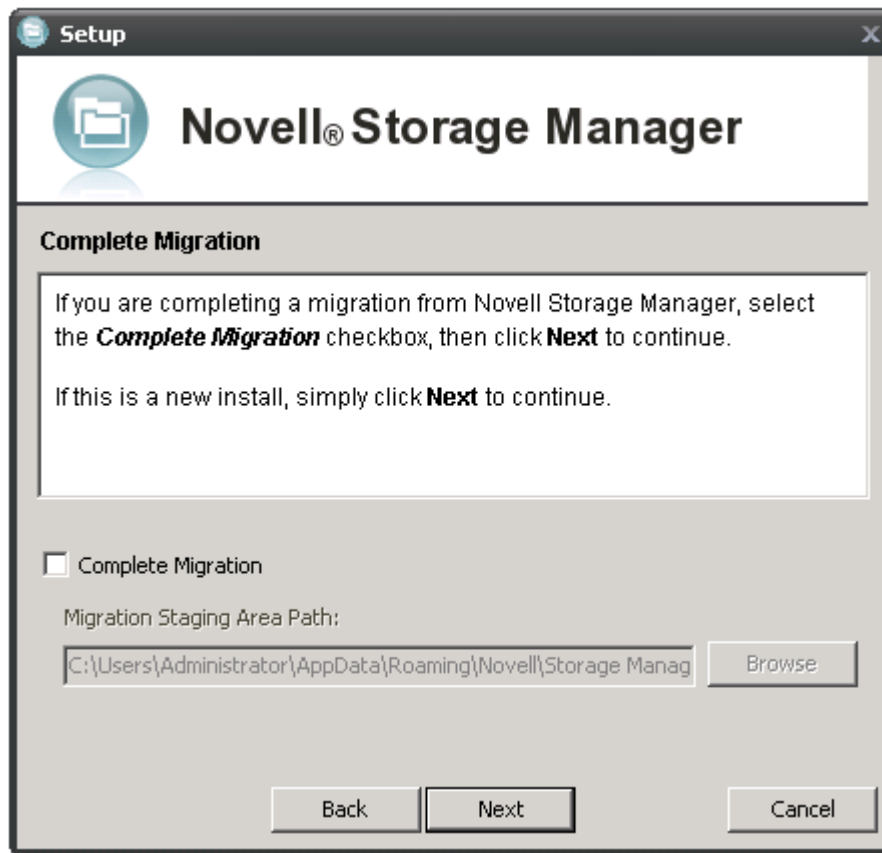 Setup
x
Novell® Storage Manager
Complete Migration
If you are completing a migration from Novell Storage Manager, select
the Complete Migration checkbox, then click Next to continue.
If this is a new install, simply click Next to continue.
Complete Migration
Migration Staging Area Path:
C:\Users\Administrator\AppData\Roaming\Novell\Storage Manag
Browse
Back
Next
Cancel